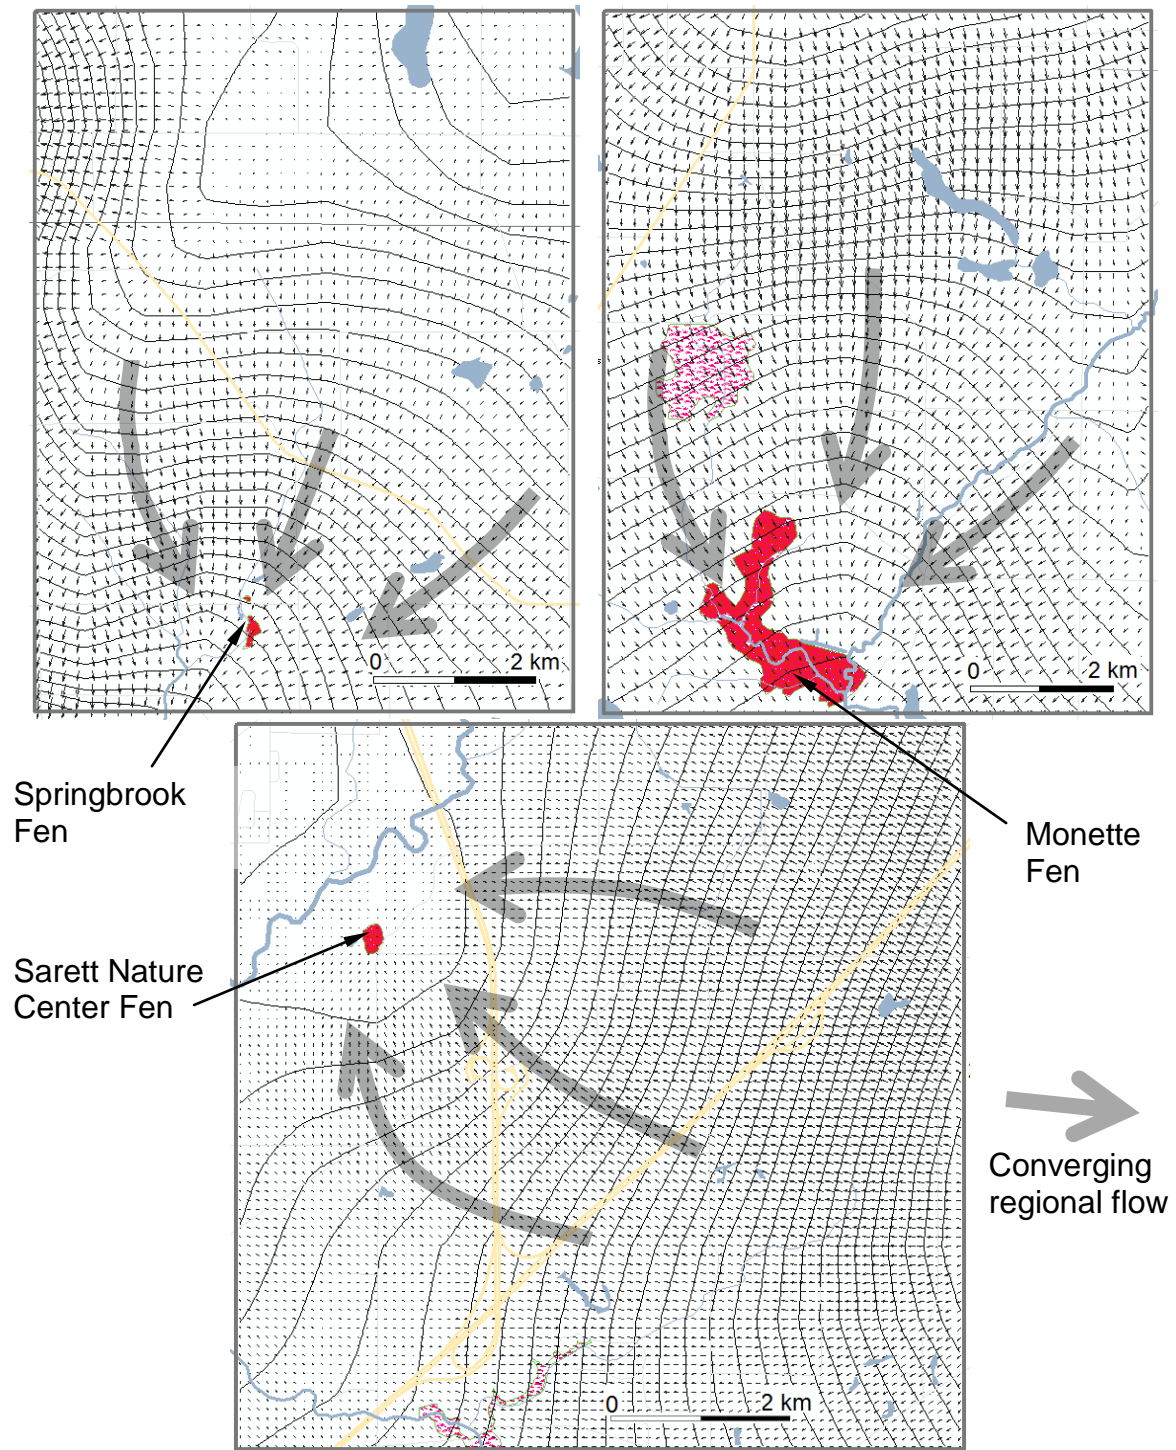 0 2 km
0 2 km
Springbrook
Fen
Monette
Fen
Sarett Nature
Center Fen
Converging
regional flow
0 2 km